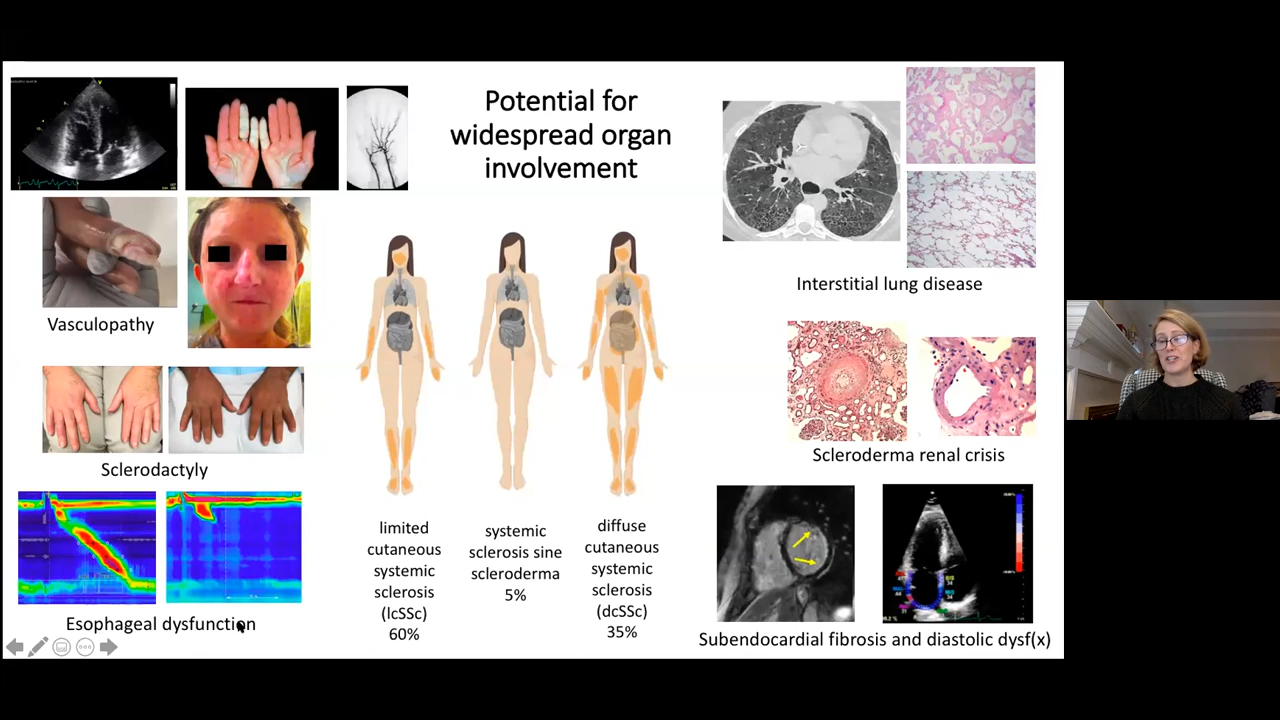 Potential for
widespread organ
involvement
Vasculopathy
Sclerodactyly
Esophageal dysfunction
limited
cutaneous
systemic
sclerosis
(lcSSc)
60%
systemic
sclerosis sine
scleroderma
5%
diffuse
cutaneous
systemic
sclerosis
(dcSSc)
35%
Interstitial lung disease
Scleroderma renal crisis
Subendocardial fibrosis and diastolic dysf(x)